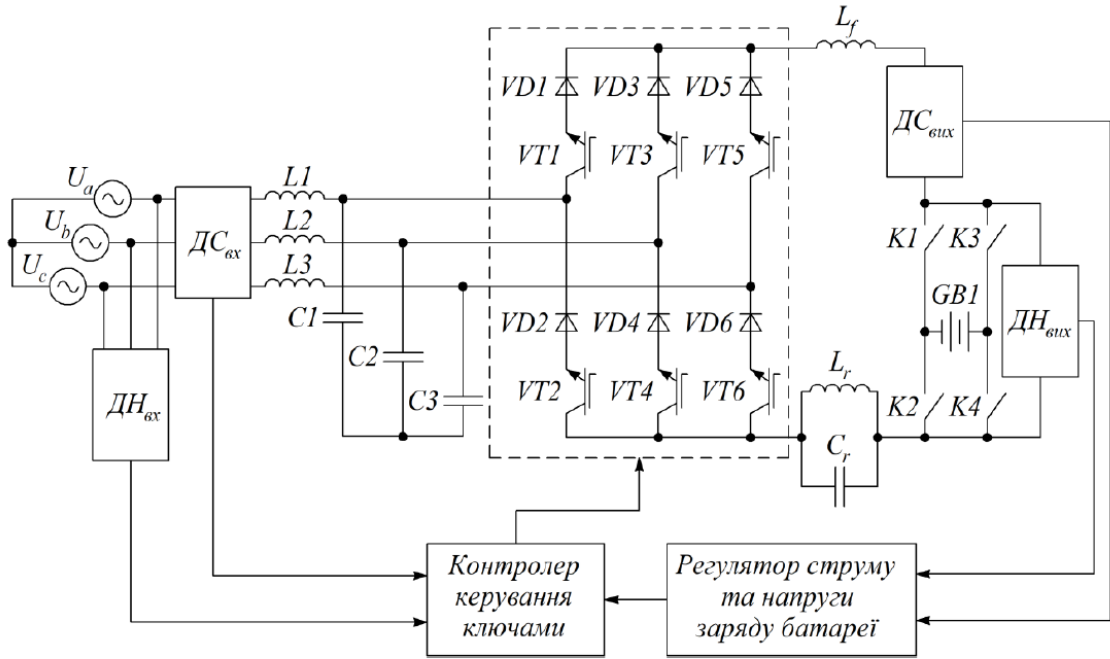 L_f
VD1
VD3
VD5
ДС_вих
VT1
VT3
VT5
U_a
L1
U_b
ДС_вх
L2
K1
K3
U_c
L3
GB1
ДН_вих
C1
VD2
VD4
VD6
C2
L_r
ДН_вх
C3
VT2
VT4
VT6
K2
K4
C_r
Контролер
керування
ключами
Регулятор струму
та напруги
заряду батареї